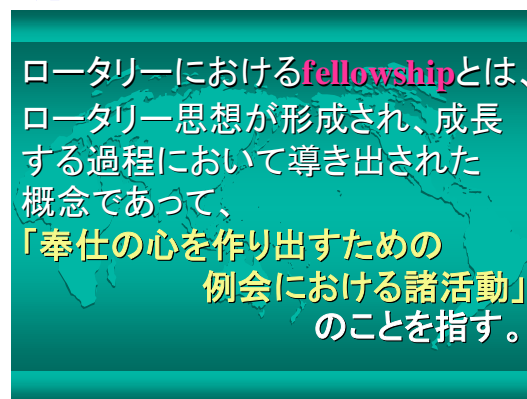 ロータリーにおけるfellowshipとは、
ロータリー思想が形成され、成長
する過程において導き出された
概念であって、
「奉仕の心を作り出すための
例会における諸活動」
のことを指す。